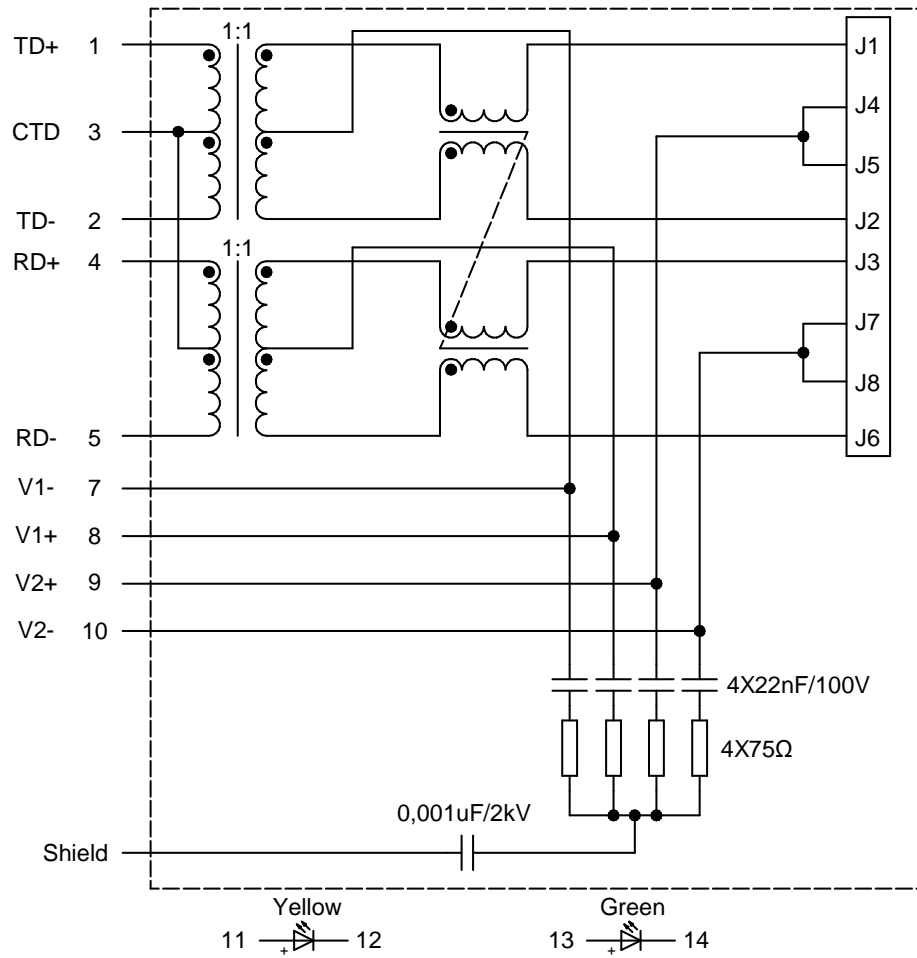 1:1
TD+ 1 J1
J4
CTD 3
J5
TD- 2 J2
1:1
RD+ 4 J3
J7
J8
RD- 5 J6
V1- 7
V1+ 8
V2+ 9
V2- 10
4X22nF/100V
4X75Ω
0,001uF/2kV
Shield
Yellow Green
11 + 12 13 + 14